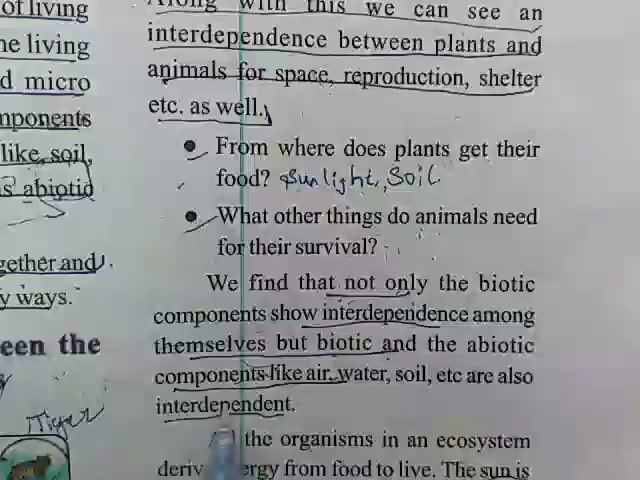 of living
he living
d micro
mponents
like, soil,
as abiotic
gether and
y ways.
een the
Tiger
Along with this we can see an
interdependence between plants and
animals for space, reproduction, shelter
etc. as well.
• From where does plants get their
food? Sunlight, Soil
• What other things do animals need
for their survival?
We find that not only the biotic
components show interdependence among
themselves but biotic and the abiotic
components like air, water, soil, etc are also
interdependent.
the organisms in an ecosystem
deriv ergy from food to live. The sun is